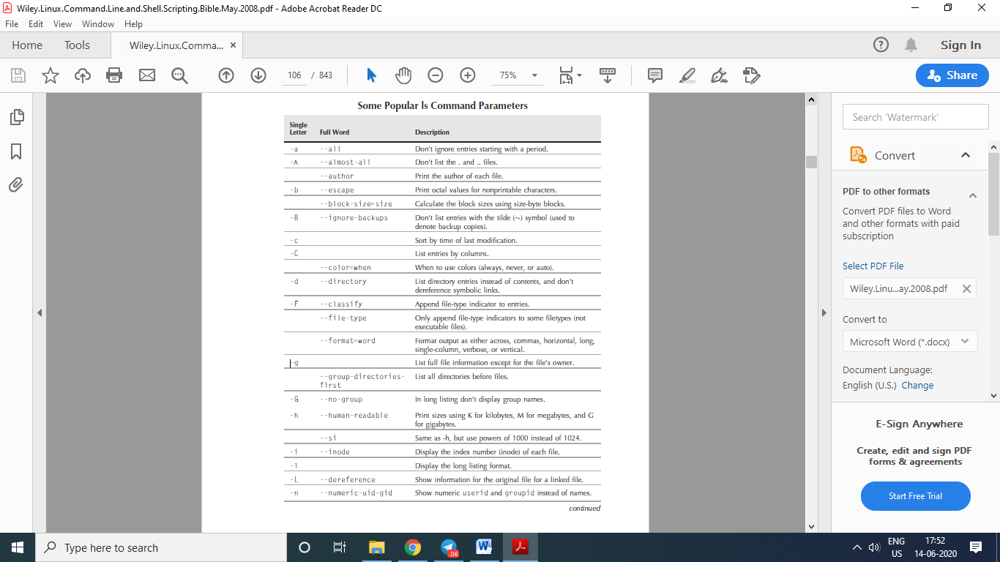 Wiley.Linux.Command.Line.and.Shell.Scripting.Bible.May.2008.pdf - Adobe Acrobat Reader DC
File Edit View Window Help
Home Tools Wiley.Linux.Comma... × Sign In
106 / 843 75% Share
Some Popular ls Command Parameters
Single
Letter Full Word Description
-a --all Don't ignore entries starting with a period.
-A --almost-all Don't list the . and .. files.
--author Print the author of each file.
-b --escape Print octal values for nonprintable characters.
--block-size=size Calculate the block sizes using size-byte blocks.
-B --ignore-backups Don't list entries with the tilde (~) symbol (used to
denote backup copies).
-c Sort by time of last modification.
-C List entries by columns.
--color=when When to use colors (always, never, or auto).
-d --directory List directory entries instead of contents, and don't
dereference symbolic links.
-F --classify Append file-type indicator to entries.
--file-type Only append file-type indicators to some filetypes (not
executable files).
--format=word Format output as either across, commas, horizontal, long,
single-column, verbose, or vertical.
-g List full file information except for the file's owner.
--group-directories- List all directories before files.
first
-G --no-group In long listing don't display group names.
-h --human-readable Print sizes using K for kilobytes, M for megabytes, and G
for gigabytes.
--si Same as -h, but use powers of 1000 instead of 1024.
-i --inode Display the index number (inode) of each file.
-l Display the long listing format.
-L --dereference Show information for the original file for a linked file.
-n --numeric-uid-gid Show numeric userid and groupid instead of names.
continued
Search 'Watermark'
Convert
PDF to other formats
Convert PDF files to Word
and other formats with paid
subscription
Select PDF File
Wiley.Linu...ay.2008.pdf
Convert to
Microsoft Word (*.docx)
Document Language:
English (U.S.) Change
E-Sign Anywhere
Create, edit and sign PDF
forms & agreements
Start Free Trial
Type here to search
.06
ENG
US
17:52
14-06-2020